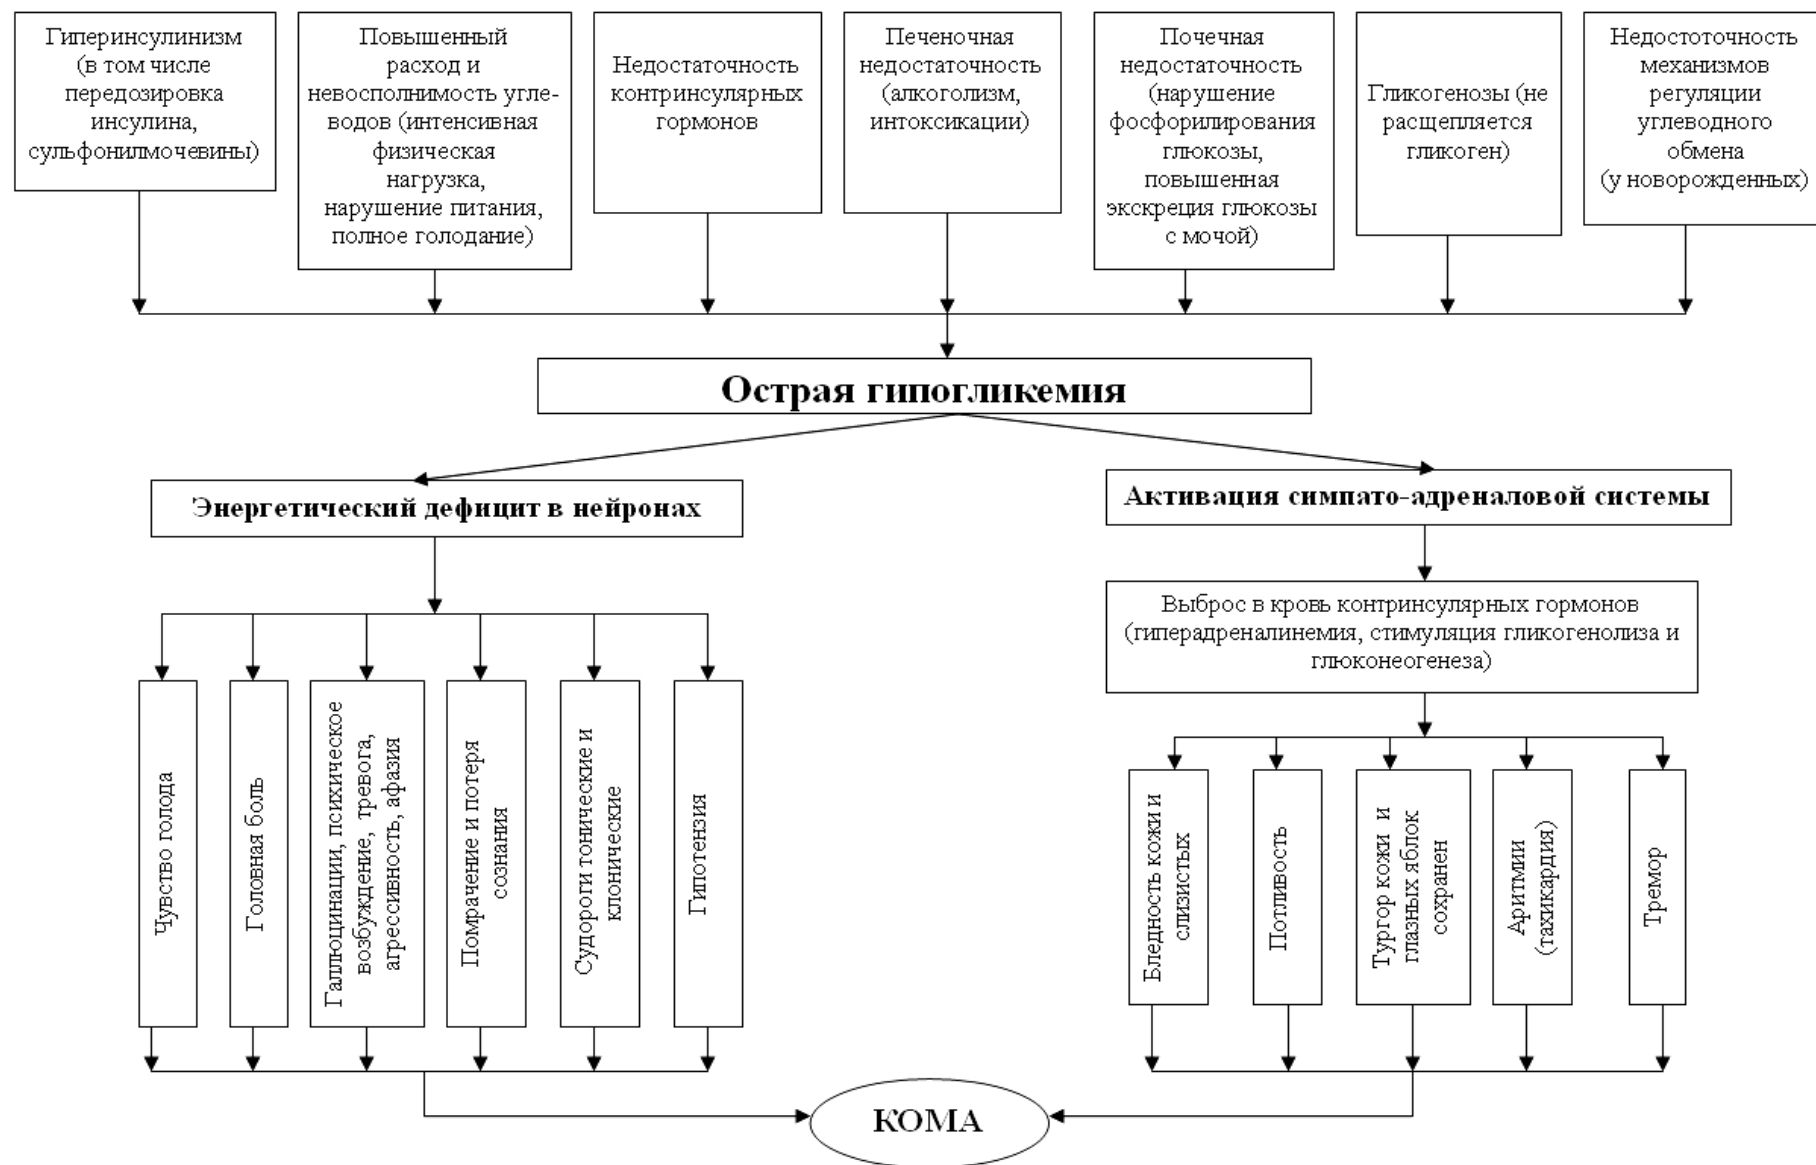 Гиперинсулинизм
(в том числе
передозировка
инсулина,
сульфонилмочевины)
Повышенный
расход и
невосполнимость угле-
водов (интенсивная
физическая
нагрузка,
нарушение питания,
полное голодание)
Недостаточность
контринсулярных
гормонов
Печеночная
недостаточность
(алкоголизм,
интоксикации)
Почечная
недостаточность
(нарушение
фосфорилирования
глюкозы,
повышенная
экскреция глюкозы
с мочой)
Гликогенозы (не
расщепляется
гликоген)
Недостоточность
механизмов
регуляции
углеводного
обмена
(у новорожденных)
Острая гипогликемия
Энергетический дефицит в нейронах
Активация симпато-адреналовой системы
Выброс в кровь контринсулярных гормонов
(гиперадреналинемия, стимуляция гликогенолиза и
глюконеогенеза)
Чувство голода
Головная боль
Галлюцинации, психическое
возбуждение, тревога,
агрессивность, афазия
Помрачение и потеря
сознания
Судороги тонические и
клонические
Гипотензия
Бледность кожи и
слизистых
Потливость
Тургор кожи и
глазных яблок
сохранен
Аритмии
(тахикардия)
Тремор
КОМА